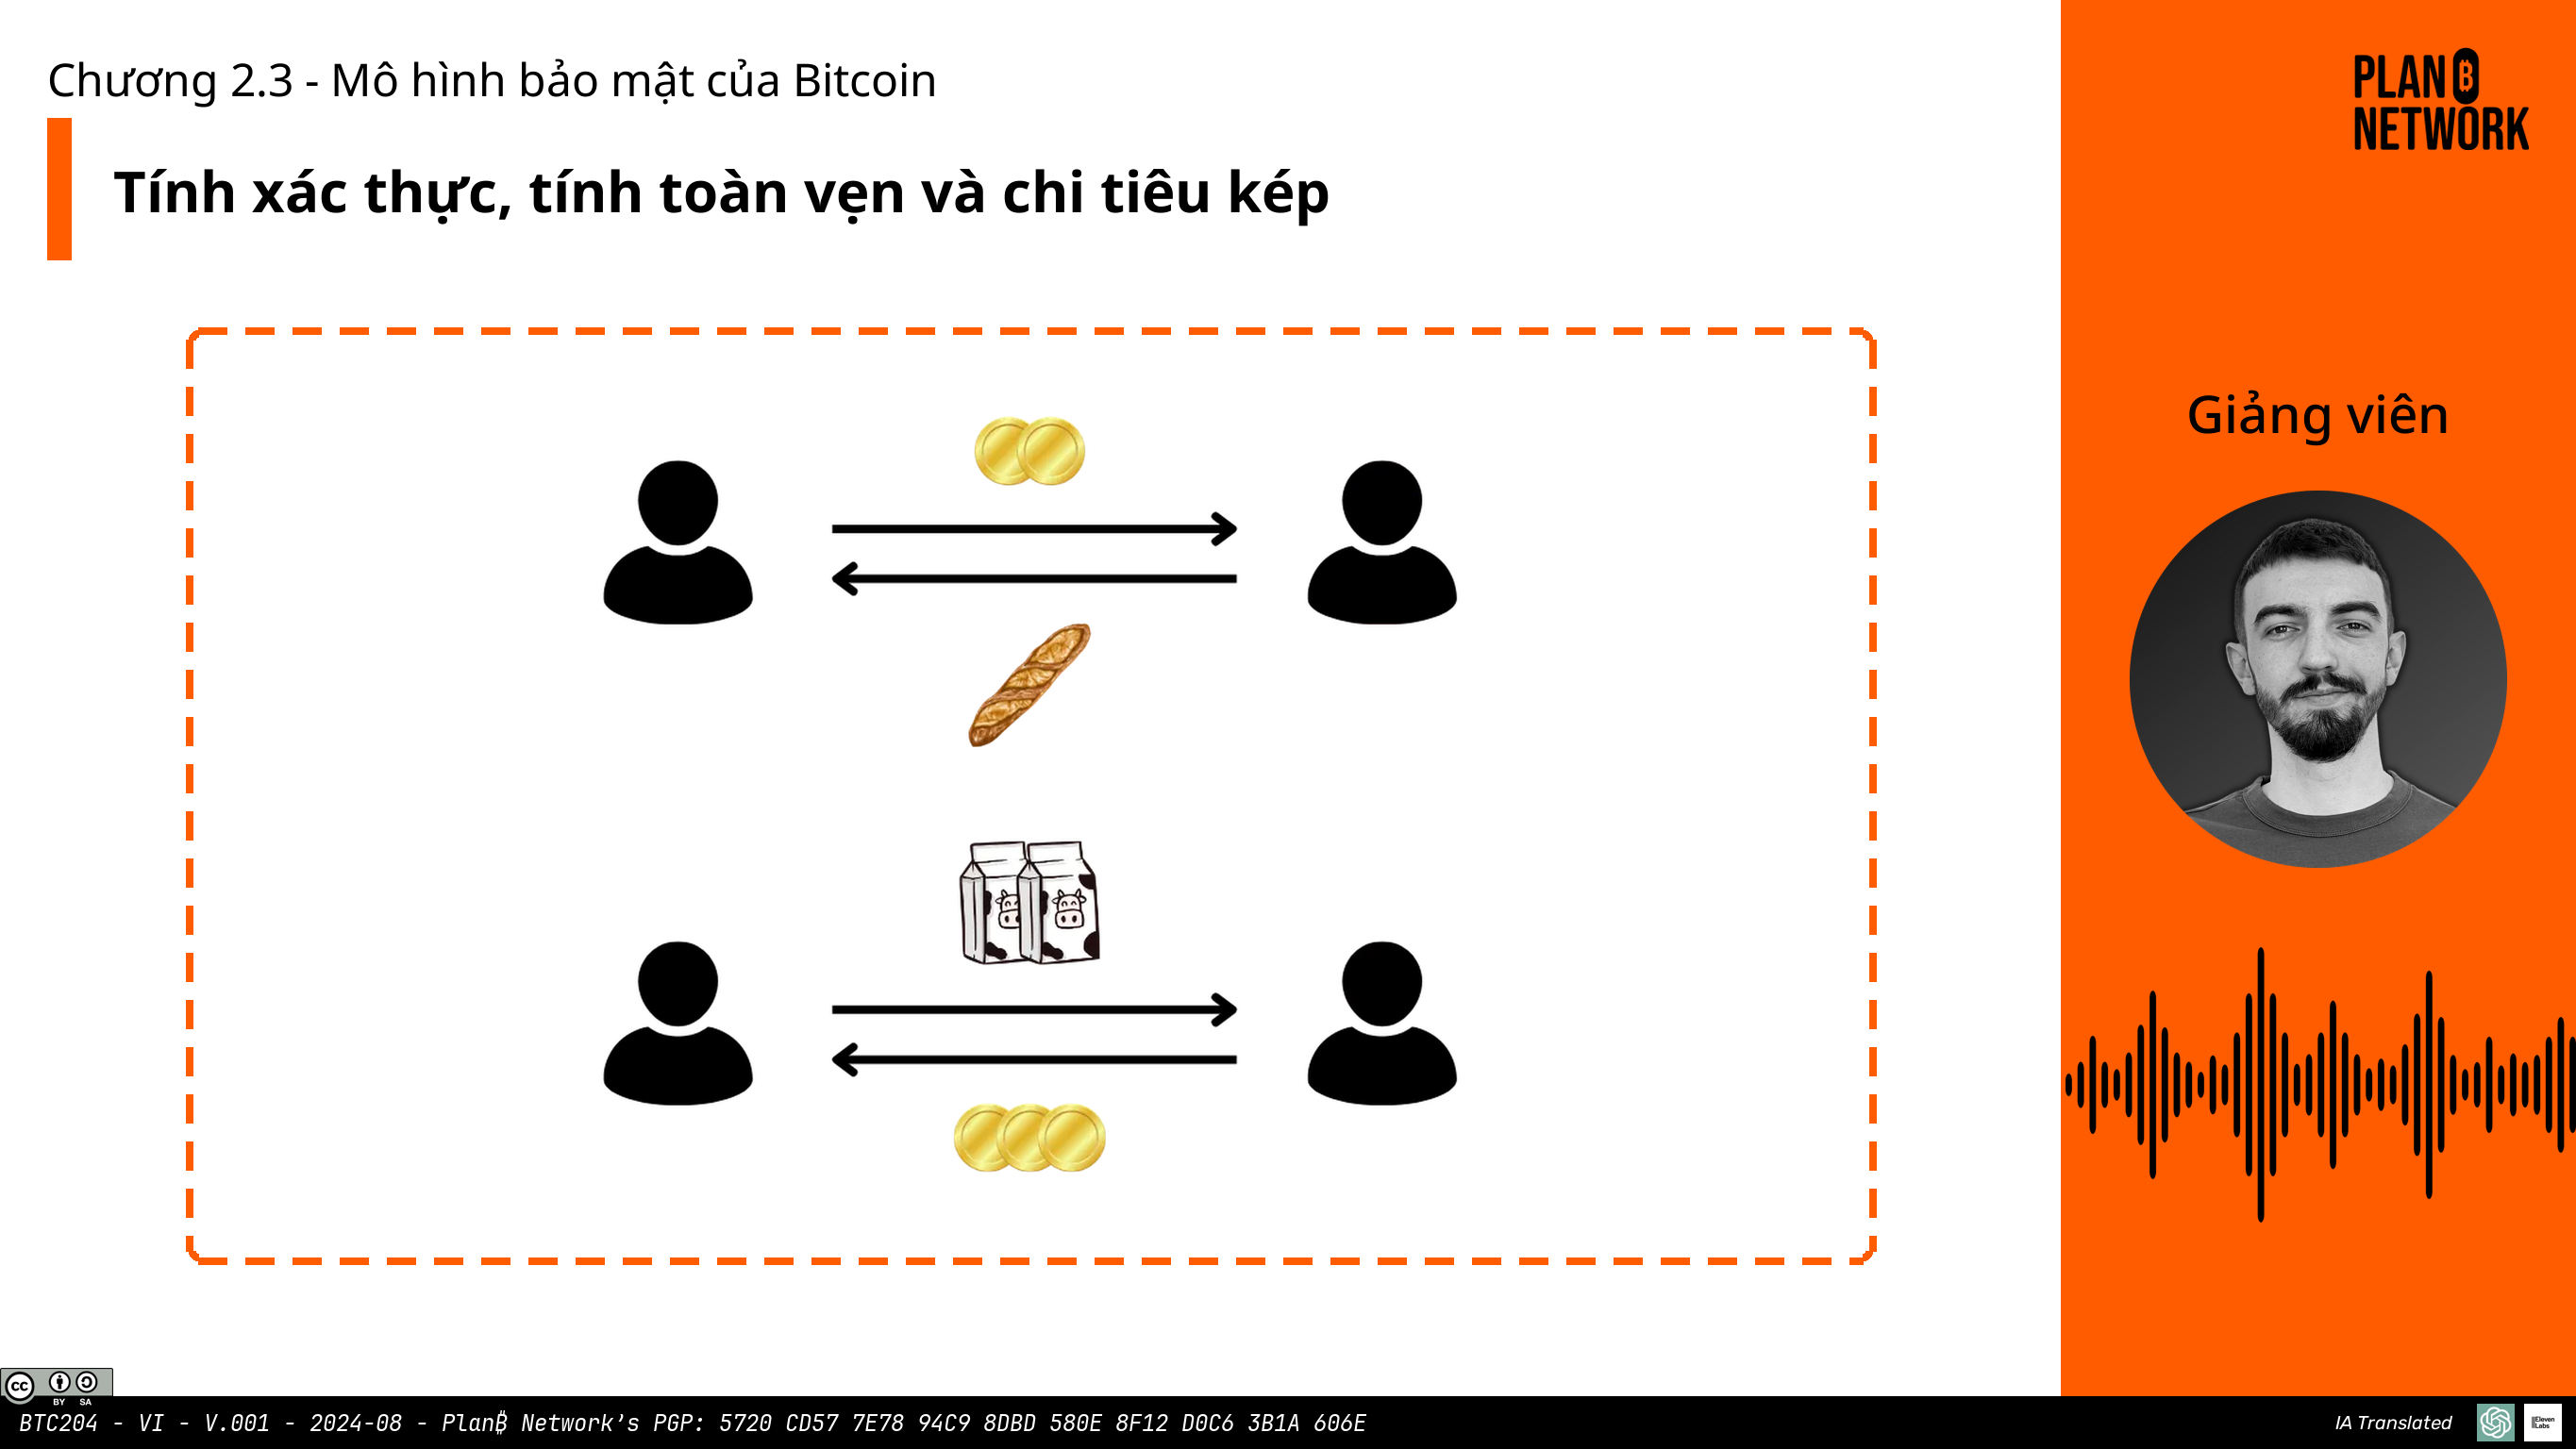 Chương 2.3 - Mô hình bảo mật của Bitcoin
Tính xác thực, tính toàn vẹn và chi tiêu kép
PLAN ₿
NETWORK
Giảng viên
cc
BY SA
BTC204 - VI - V.001 - 2024-08 - Plan₿ Network’s PGP: 5720 CD57 7E78 94C9 8DBD 580E 8F12 D0C6 3B1A 606E
IA Translated
ElevenLabs